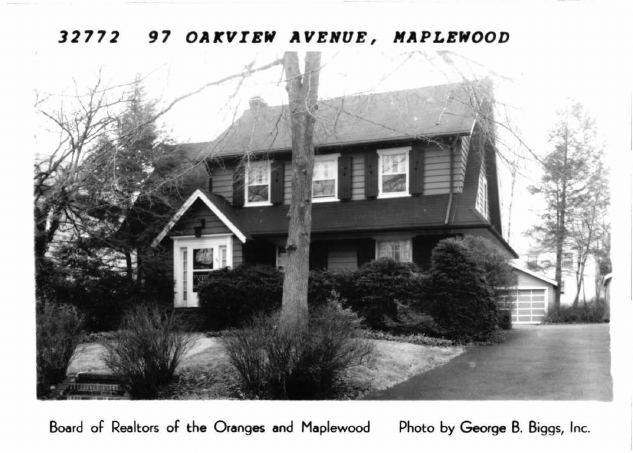 32772 97 OAKVIEW AVENUE, MAPLEWOOD
Board of Realtors of the Oranges and Maplewood Photo by George B. Biggs, Inc.